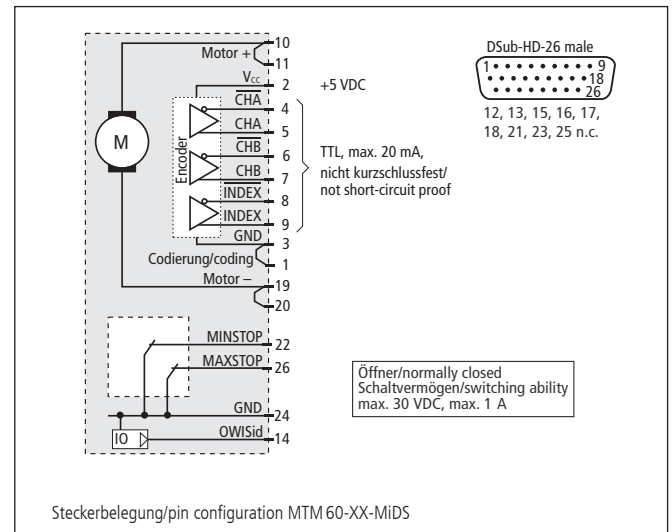 10
Motor +
11
Vcc
2
+5 VDC
CHA
4
CHA
5
CHB
6
CHB
7
INDEX
8
INDEX
9
GND
3
Codierung/coding
1
Motor –
19
20
M
Encoder
TTL, max. 20 mA,
nicht kurzschlussfest/
not short-circuit proof
DSub-HD-26 male
1 9
18
26
12, 13, 15, 16, 17,
18, 21, 23, 25 n.c.
MINSTOP
22
MAXSTOP
26
GND
24
IO
OWISid
14
Öffner/normally closed
Schaltvermögen/switching ability
max. 30 VDC, max. 1 A
Steckerbelegung/pin configuration MTM 60-XX-MiDS